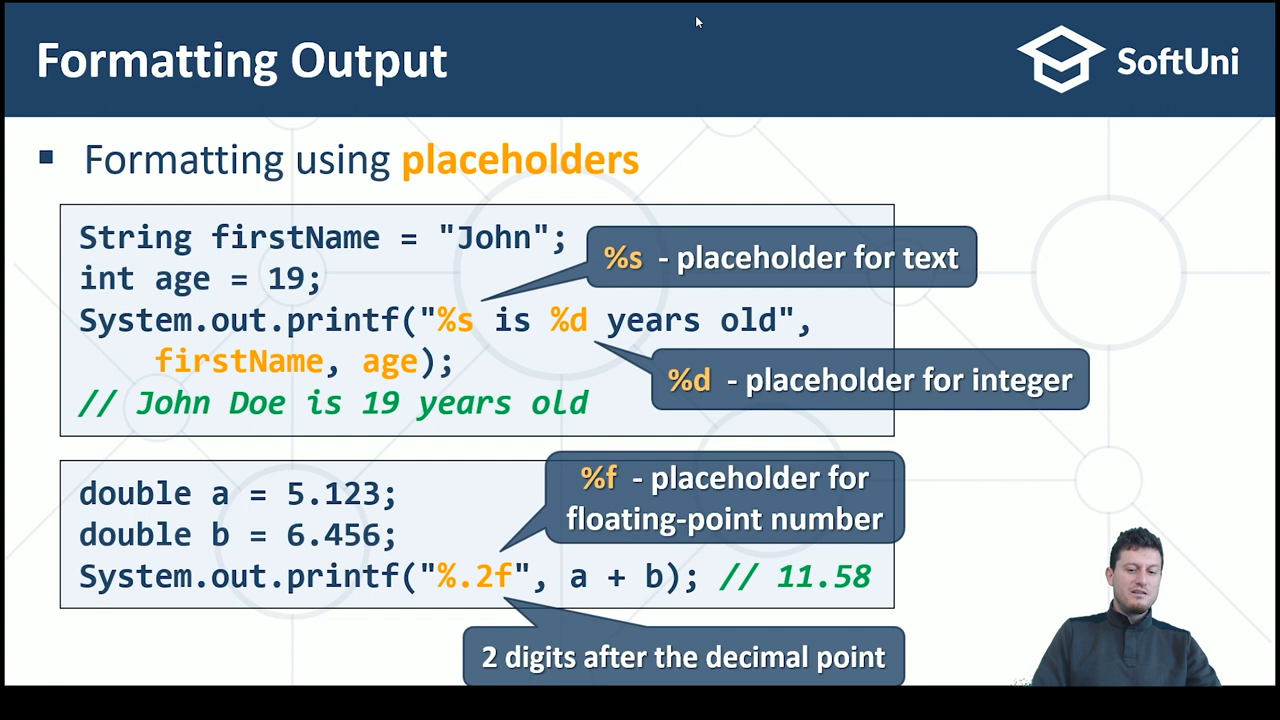 Formatting Output
SoftUni
Formatting using placeholders
String firstName = "John";
%s - placeholder for text
int age = 19;
System.out.printf("%s is %d years old",
firstName, age);
%d - placeholder for integer
// John Doe is 19 years old
%f - placeholder for
floating-point number
double a = 5.123;
double b = 6.456;
System.out.printf("%.2f", a + b); // 11.58
2 digits after the decimal point